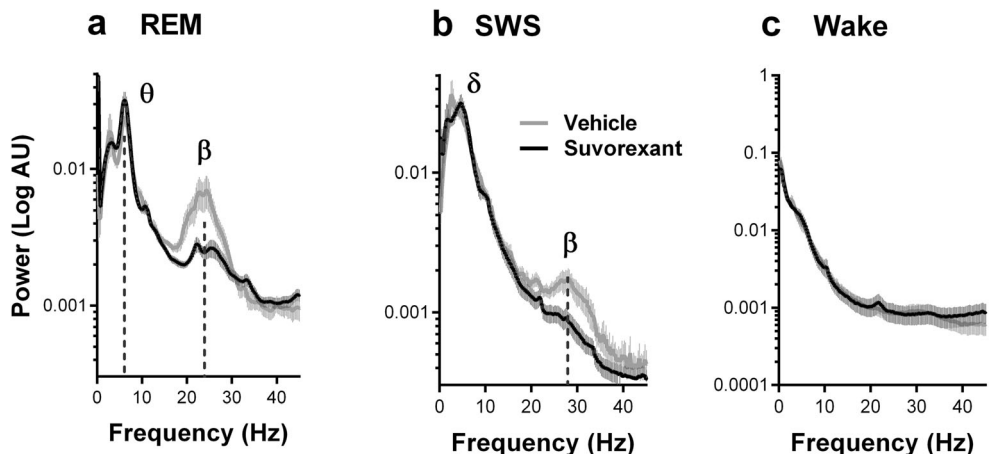 a REM
b SWS
c Wake
θ
β
δ
β
Vehicle
Suvorexant
Power (Log AU)
0.01
0.001
0.01
0.001
1
0.1
0.01
0.001
0.0001
0 10 20 30 40
0 10 20 30 40
0 10 20 30 40
Frequency (Hz)
Frequency (Hz)
Frequency (Hz)